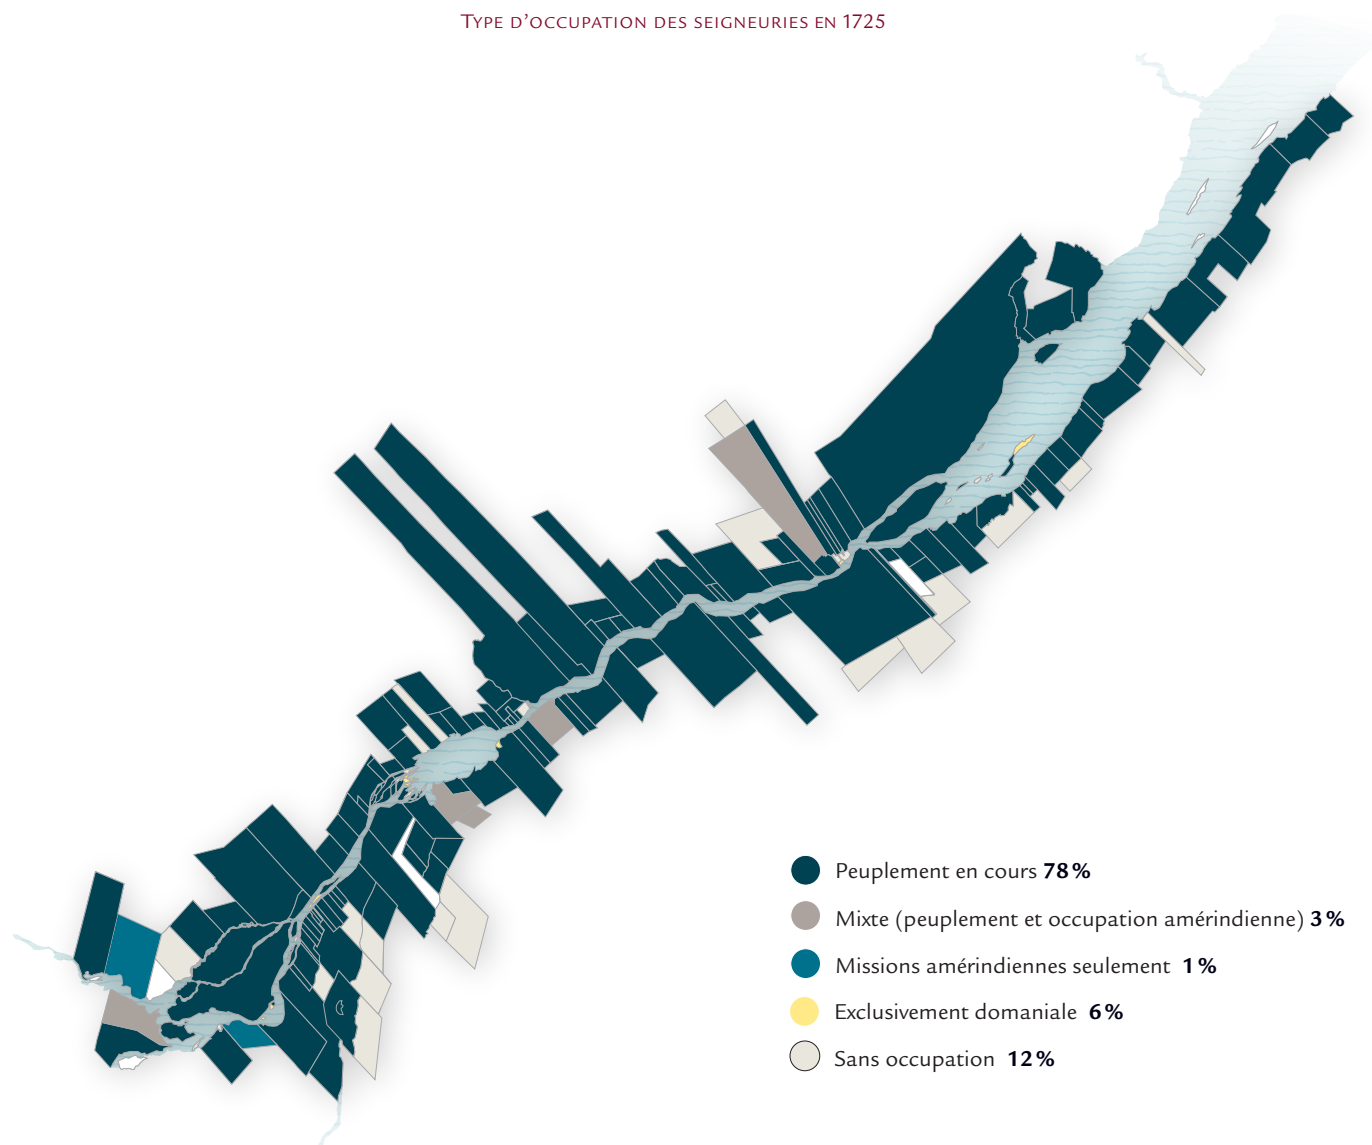 Type d’occupation des seigneuries en 1725
Peuplement en cours 78 %
Mixte (peuplement et occupation amérindienne) 3 %
Missions amérindiennes seulement 1 %
Exclusivement domaniale 6 %
Sans occupation 12 %